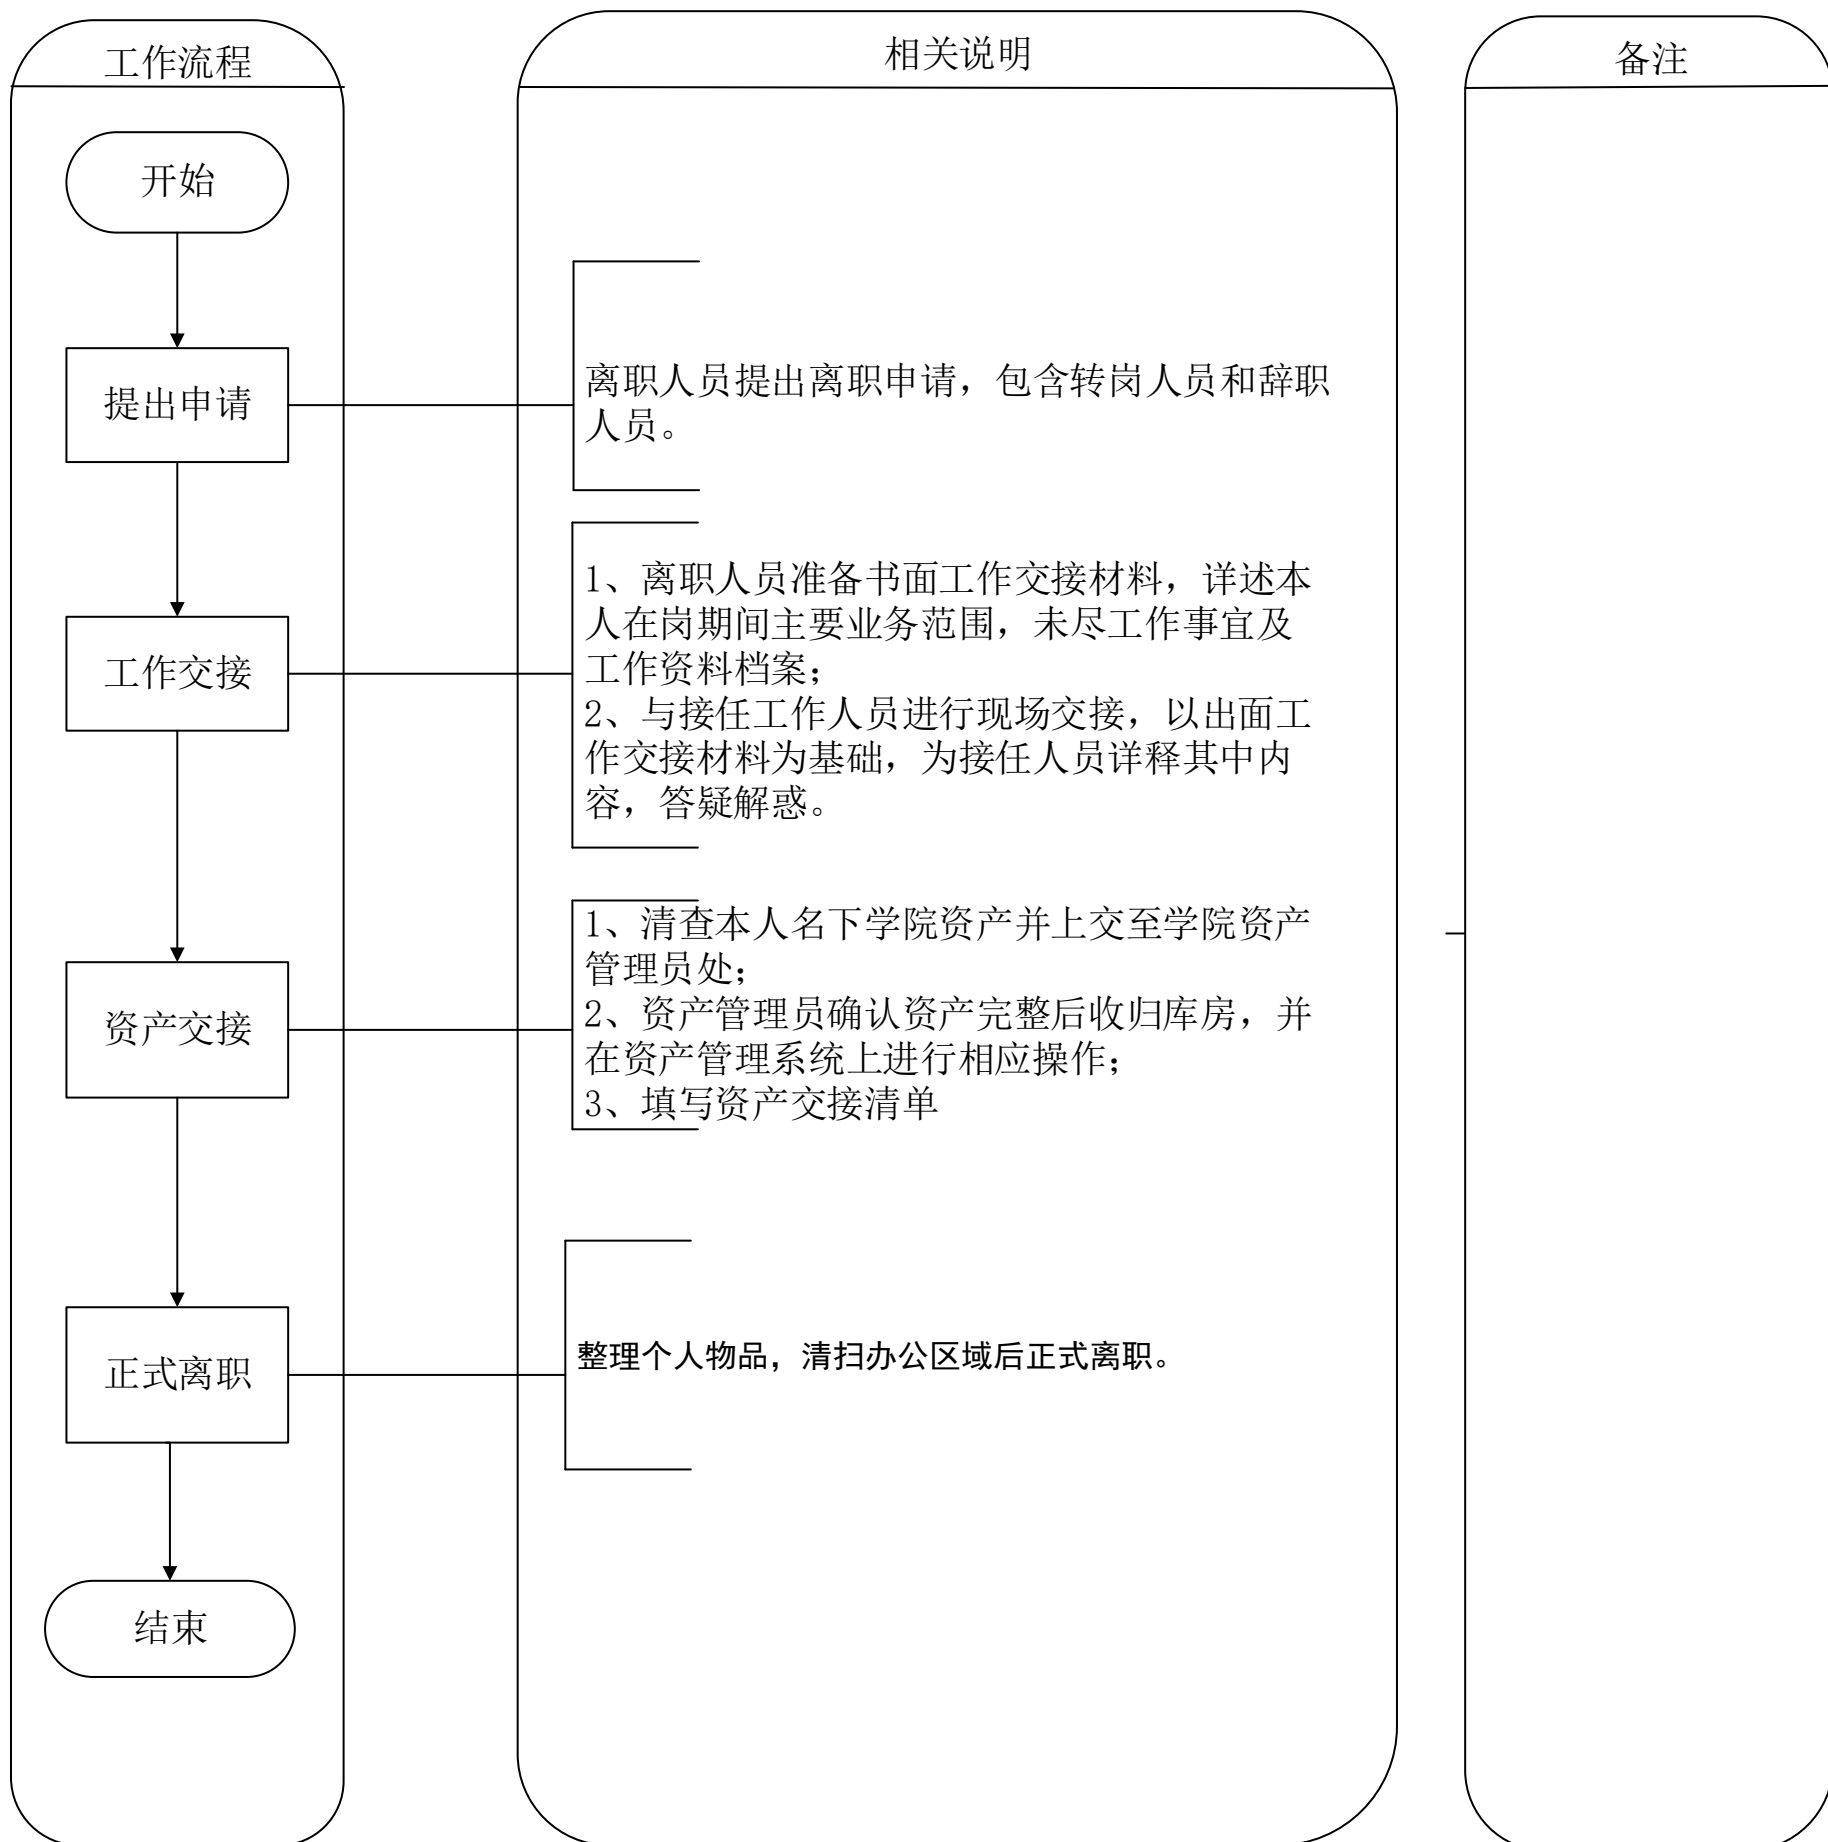 工作流程
相关说明
备注
开始
提出申请
离职人员提出离职申请，包含转岗人员和辞职
人员。
工作交接
1、离职人员准备书面工作交接材料，详述本
人在岗期间主要业务范围，未尽工作事宜及
工作资料档案；
2、与接任工作人员进行现场交接，以出面工
作交接材料为基础，为接任人员详释其中内
容，答疑解惑。
资产交接
1、清查本人名下学院资产并上交至学院资产
管理员处；
2、资产管理员确认资产完整后收归库房，并
在资产管理系统上进行相应操作；
3、填写资产交接清单
正式离职
整理个人物品，清扫办公区域后正式离职。
结束